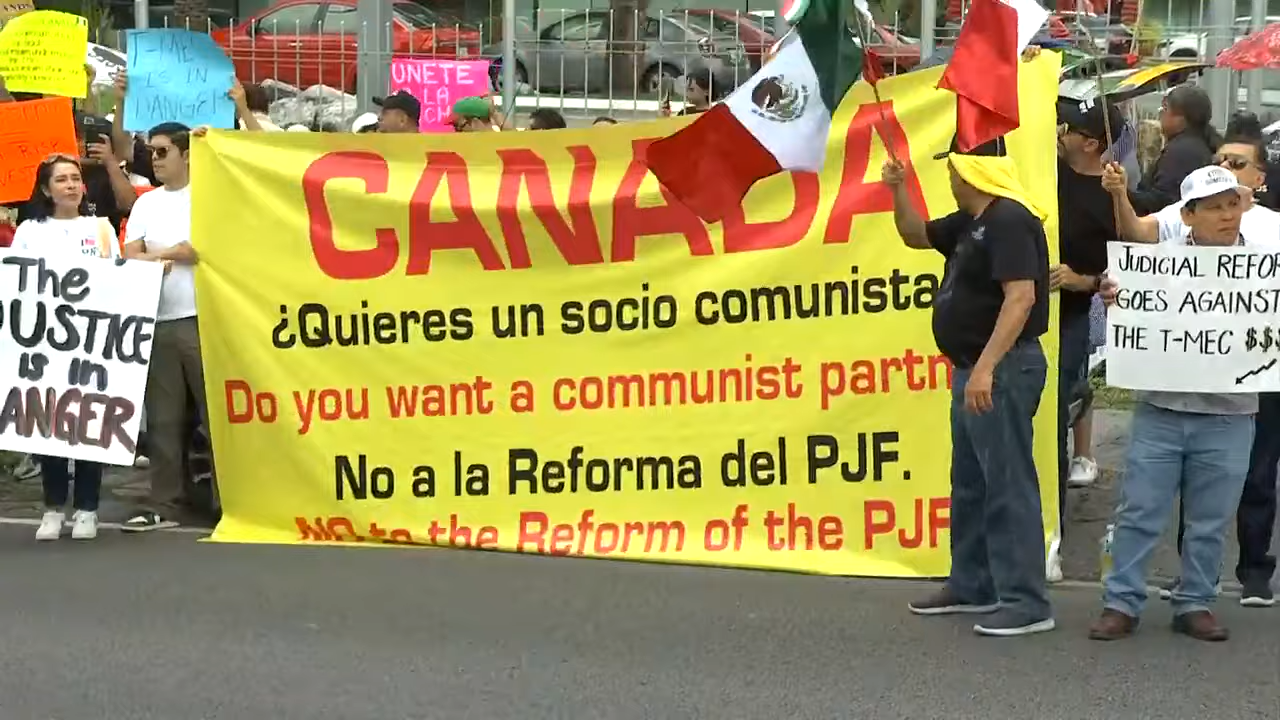 T-ME
IS IN
DANGER
UNETE
LA
CANADA
¿Quieres un socio comunista
Do you want a communist partn
No a la Reforma del PJF.
NO to the Reform of the PJF
The
JUSTICE
is in
ANGER
JUDICIAL REFOR
GOES AGAINST
THE T-MEC $$$